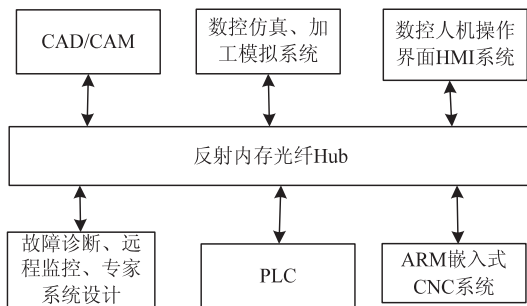 CAD/CAM
数控仿真、加
工模拟系统
数控人机操作
界面HMI系统
反射内存光纤Hub
故障诊断、远
程监控、专家
系统设计
PLC
ARM嵌入式
CNC系统